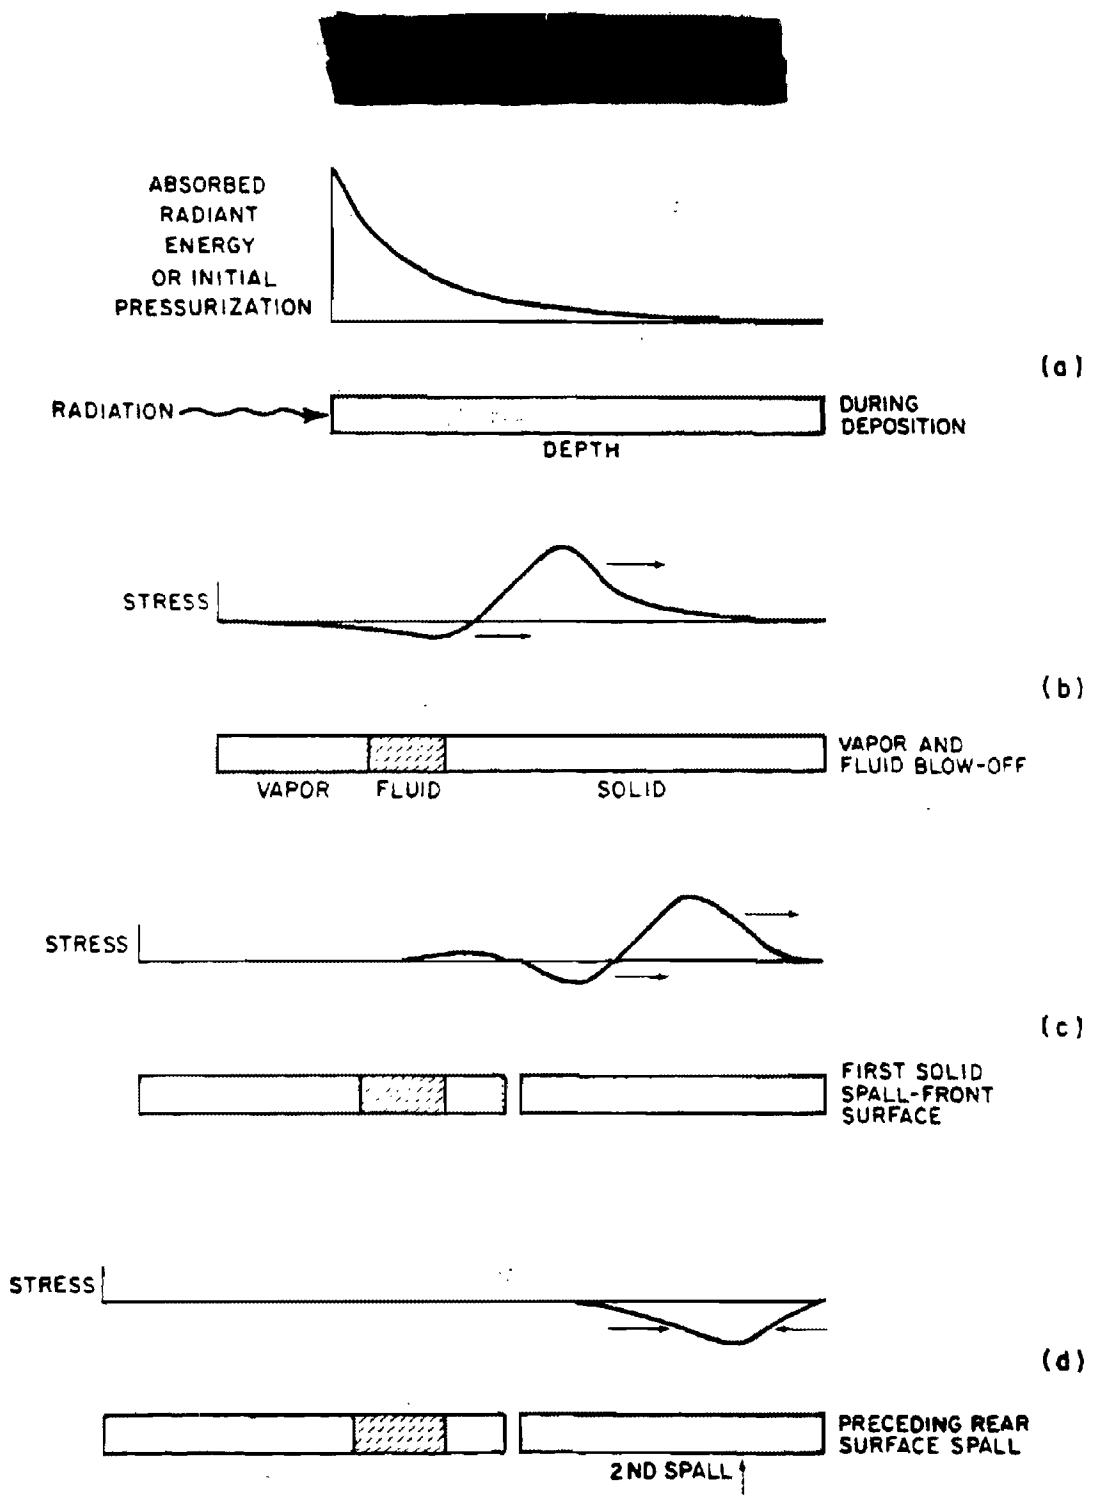 ABSORBED
RADIANT
ENERGY
OR INITIAL
PRESSURIZATION
(a)
RADIATION
DURING
DEPOSITION
DEPTH
STRESS
(b)
VAPOR AND
FLUID BLOW-OFF
VAPOR FLUID SOLID
STRESS
(c)
FIRST SOLID
SPALL-FRONT
SURFACE
STRESS
(d)
PRECEDING REAR
SURFACE SPALL
2ND SPALL